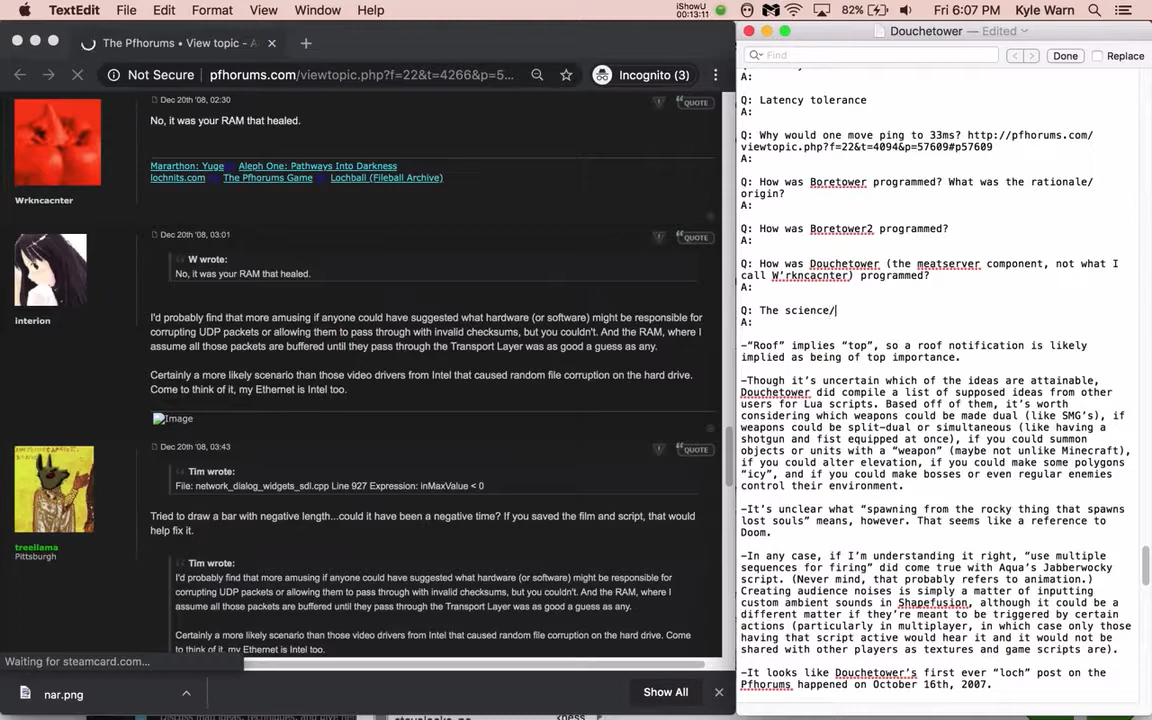 TextEdit File Edit Format View Window Help iShowU 00:13:11 82% Fri 6:07 PM Kyle Warn
The Pfhorums • View topic - A
Not Secure pfhorums.com/viewtopic.php?f=22&t=4266&p=5... Incognito (3)
Dec 20th '08, 02:30
QUOTE
No, it was your RAM that healed.
Mararthon: Yuge Aleph One: Pathways Into Darkness
lochnits.com The Pfhorums Game Lochball (Fileball Archive)
Wrkncacnter
Dec 20th '08, 03:01
QUOTE
W wrote:
No, it was your RAM that healed.
I'd probably find that more amusing if anyone could have suggested what hardware (or software) might be responsible for
corrupting UDP packets or allowing them to pass through with invalid checksums, but you couldn't. And the RAM, where I
assume all those packets are buffered until they pass through the Transport Layer was as good a guess as any.
interion
Certainly a more likely scenario than those video drivers from Intel that caused random file corruption on the hard drive.
Come to think of it, my Ethernet is Intel too.
Image
Dec 20th '08, 03:43
QUOTE
Tim wrote:
File: network_dialog_widgets_sdl.cpp Line 927 Expression: inMaxValue < 0
Tried to draw a bar with negative length...could it have been a negative time? If you saved the film and script, that would
help fix it.
treellama
Pittsburgh
Tim wrote:
I'd probably find that more amusing if anyone could have suggested what hardware (or software) might be responsible for
corrupting UDP packets or allowing them to pass through with invalid checksums, but you couldn't. And the RAM, where I
assume all those packets are buffered until they pass through the Transport Layer was as good a guess as any.
Certainly a more likely scenario than those video drivers from Intel that caused random file corruption on the hard drive. Come
to think of it, my Ethernet is Intel too.
Waiting for steamcard.com...
nar.png
Show All
Douchetower — Edited
Find Done Replace
A:
Q: Latency tolerance
A:
Q: Why would one move ping to 33ms? http://pfhorums.com/
viewtopic.php?f=22&t=4094&p=57609#p57609
A:
Q: How was Boretower programmed? What was the rationale/
origin?
A:
Q: How was Boretower2 programmed?
A:
Q: How was Douchetower (the meatserver component, not what I
call W'rkncacnter) programmed?
A:
Q: The science/
A:
-“Roof” implies “top”, so a roof notification is likely
implied as being of top importance.
-Though it’s uncertain which of the ideas are attainable,
Douchetower did compile a list of supposed ideas from other
users for Lua scripts. Based off of them, it’s worth
considering which weapons could be made dual (like SMG’s), if
weapons could be split-dual or simultaneous (like having a
shotgun and fist equipped at once), if you could summon
objects or units with a “weapon” (maybe not unlike Minecraft),
if you could alter elevation, if you could make some polygons
“icy”, and if you could make bosses or even regular enemies
control their environment.
-It’s unclear what “spawning from the rocky thing that spawns
lost souls” means, however. That seems like a reference to
Doom.
-In any case, if I’m understanding it right, “use multiple
sequences for firing” did come true with Aqua’s Jabberwocky
script. (Never mind, that probably refers to animation.)
Creating audience noises is simply a matter of inputting
custom ambient sounds in Shapefusion, although it could be a
different matter if they’re meant to be triggered by certain
actions (particularly in multiplayer, in which case only those
having that script active would hear it and it would not be
shared with other players as textures and game scripts are).
-It looks like Douchetower’s first ever “loch” post on the
Pfhorums happened on October 16th, 2007.